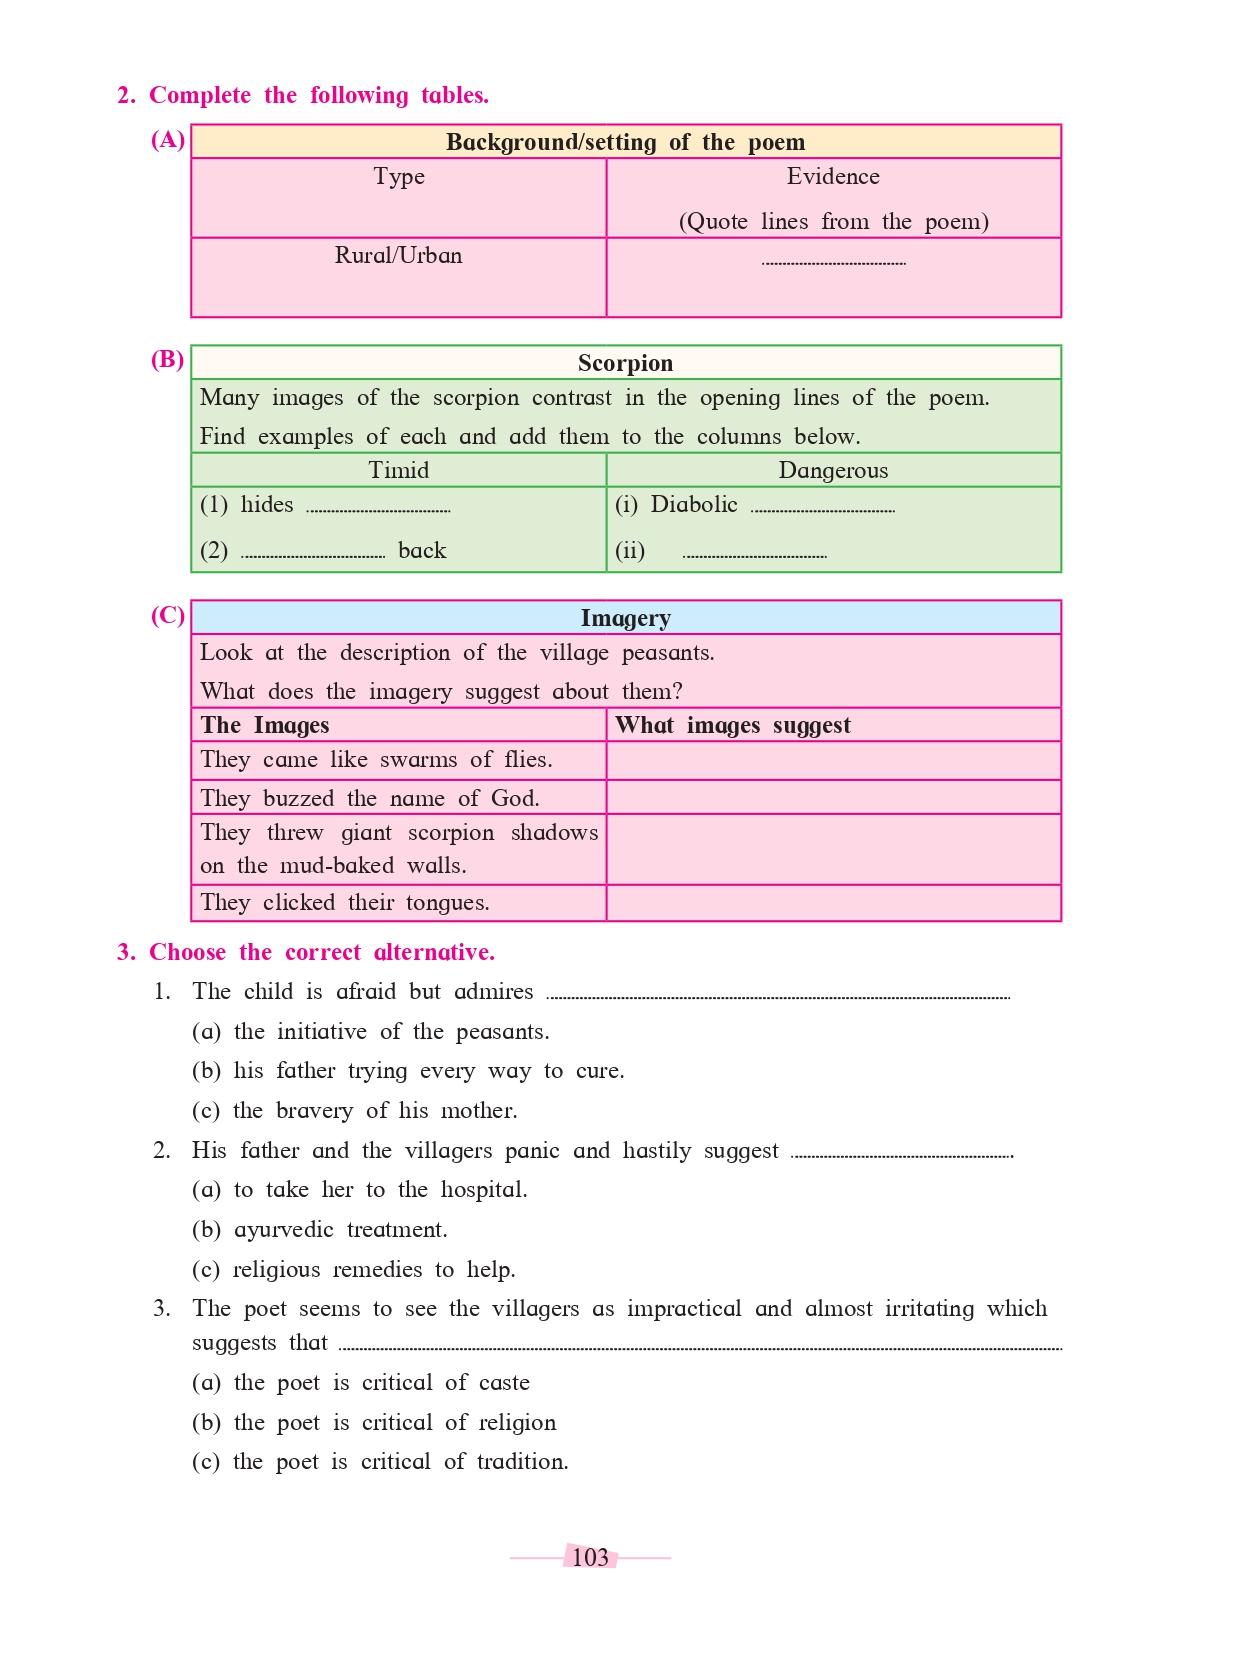 2. Complete the following tables.
(A)
Background/setting of the poem
Type Evidence
(Quote lines from the poem)
Rural/Urban ....................
(B)
Scorpion
Many images of the scorpion contrast in the opening lines of the poem.
Find examples of each and add them to the columns below.
Timid Dangerous
(1) hides .................... (i) Diabolic ....................
(2) .................... back (ii) ....................
(C)
Imagery
Look at the description of the village peasants.
What does the imagery suggest about them?
The Images What images suggest
They came like swarms of flies.
They buzzed the name of God.
They threw giant scorpion shadows
on the mud-baked walls.
They clicked their tongues.
3. Choose the correct alternative.
1. The child is afraid but admires ....................
(a) the initiative of the peasants.
(b) his father trying every way to cure.
(c) the bravery of his mother.
2. His father and the villagers panic and hastily suggest .....................
(a) to take her to the hospital.
(b) ayurvedic treatment.
(c) religious remedies to help.
3. The poet seems to see the villagers as impractical and almost irritating which
suggests that ....................
(a) the poet is critical of caste
(b) the poet is critical of religion
(c) the poet is critical of tradition.
103